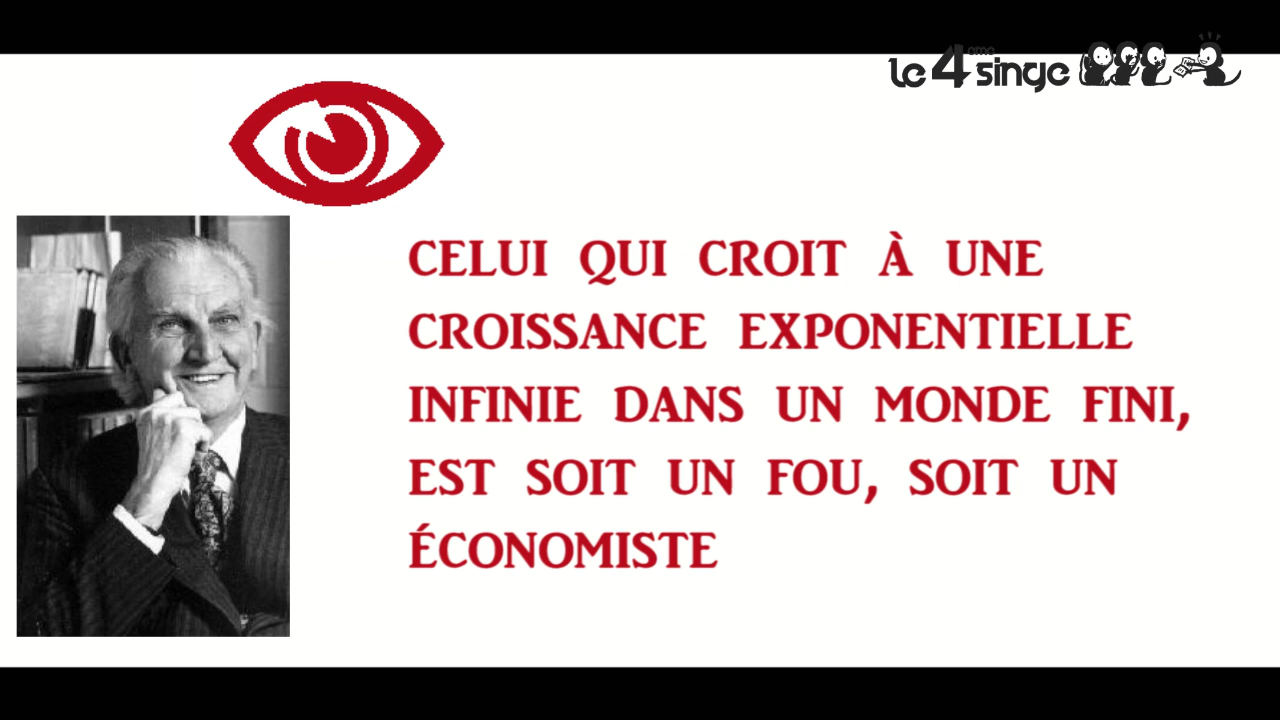 le 4ème singe
CELUI QUI CROIT À UNE
CROISSANCE EXPONENTIELLE
INFINIE DANS UN MONDE FINI,
EST SOIT UN FOU, SOIT UN
ÉCONOMISTE